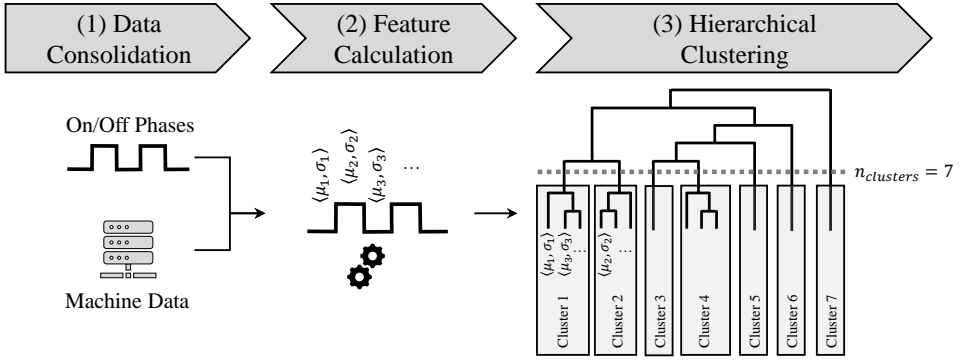 (1) Data
Consolidation
(2) Feature
Calculation
(3) Hierarchical
Clustering
On/Off Phases
Machine Data
⟨μ₁, σ₁⟩
⟨μ₂, σ₂⟩
⟨μ₃, σ₃⟩
...
n_clusters = 7
⟨μ₁, σ₁⟩
⟨μ₃, σ₃⟩
...
⟨μ₂, σ₂⟩
...
Cluster 1
Cluster 2
Cluster 3
Cluster 4
Cluster 5
Cluster 6
Cluster 7